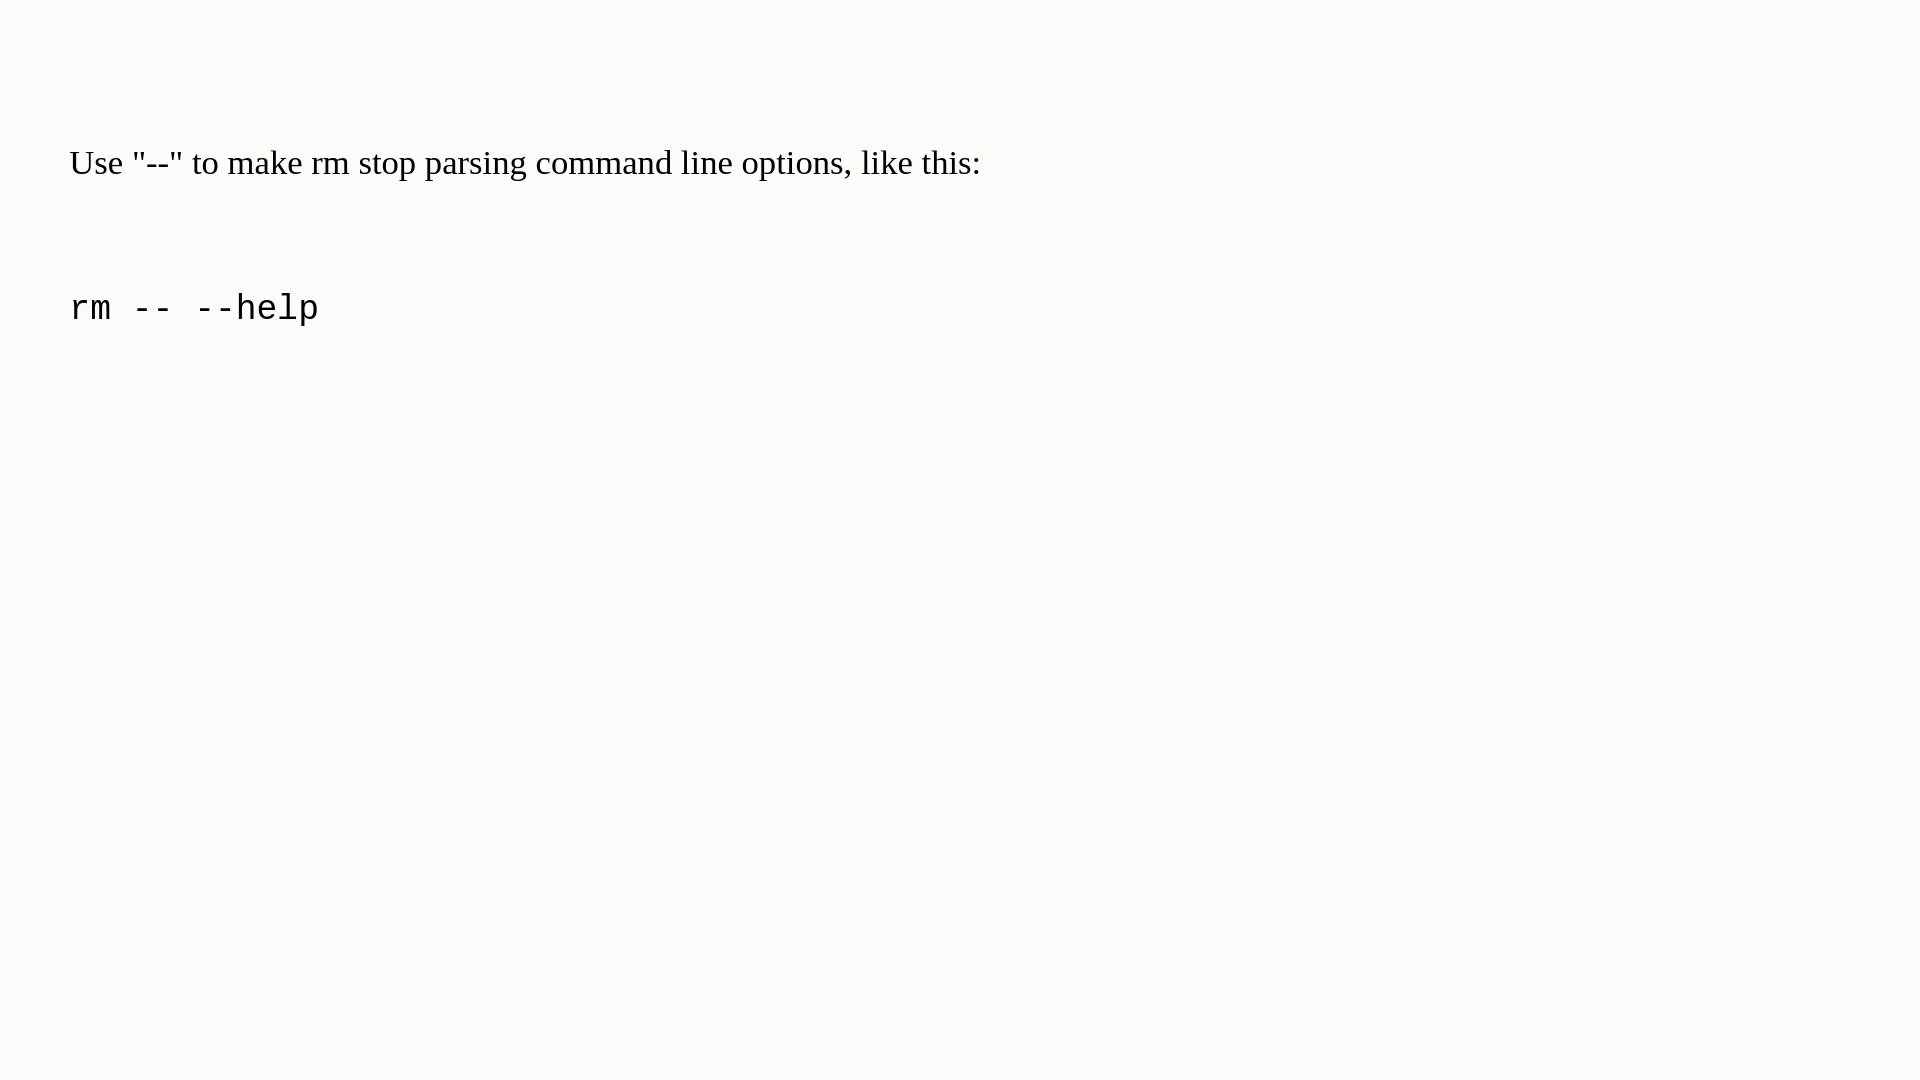 Use "--" to make rm stop parsing command line options, like this:
rm -- --help